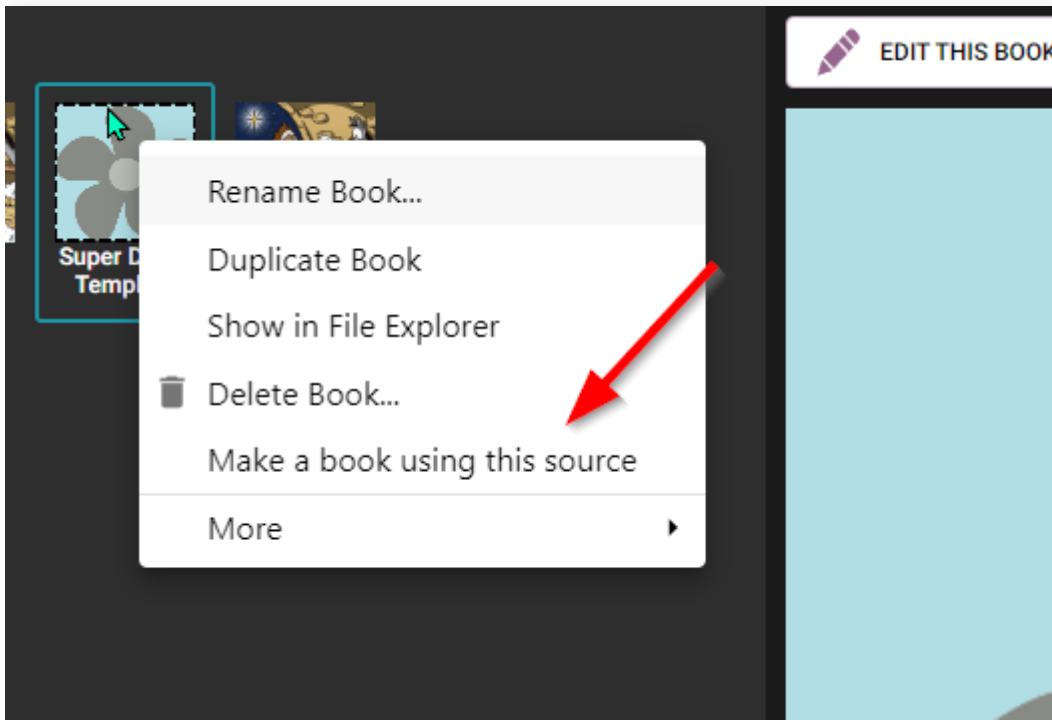 EDIT THIS BOOK
Super
Rename Book...
Duplicate Book
Show in File Explorer
Delete Book...
Make a book using this source
More